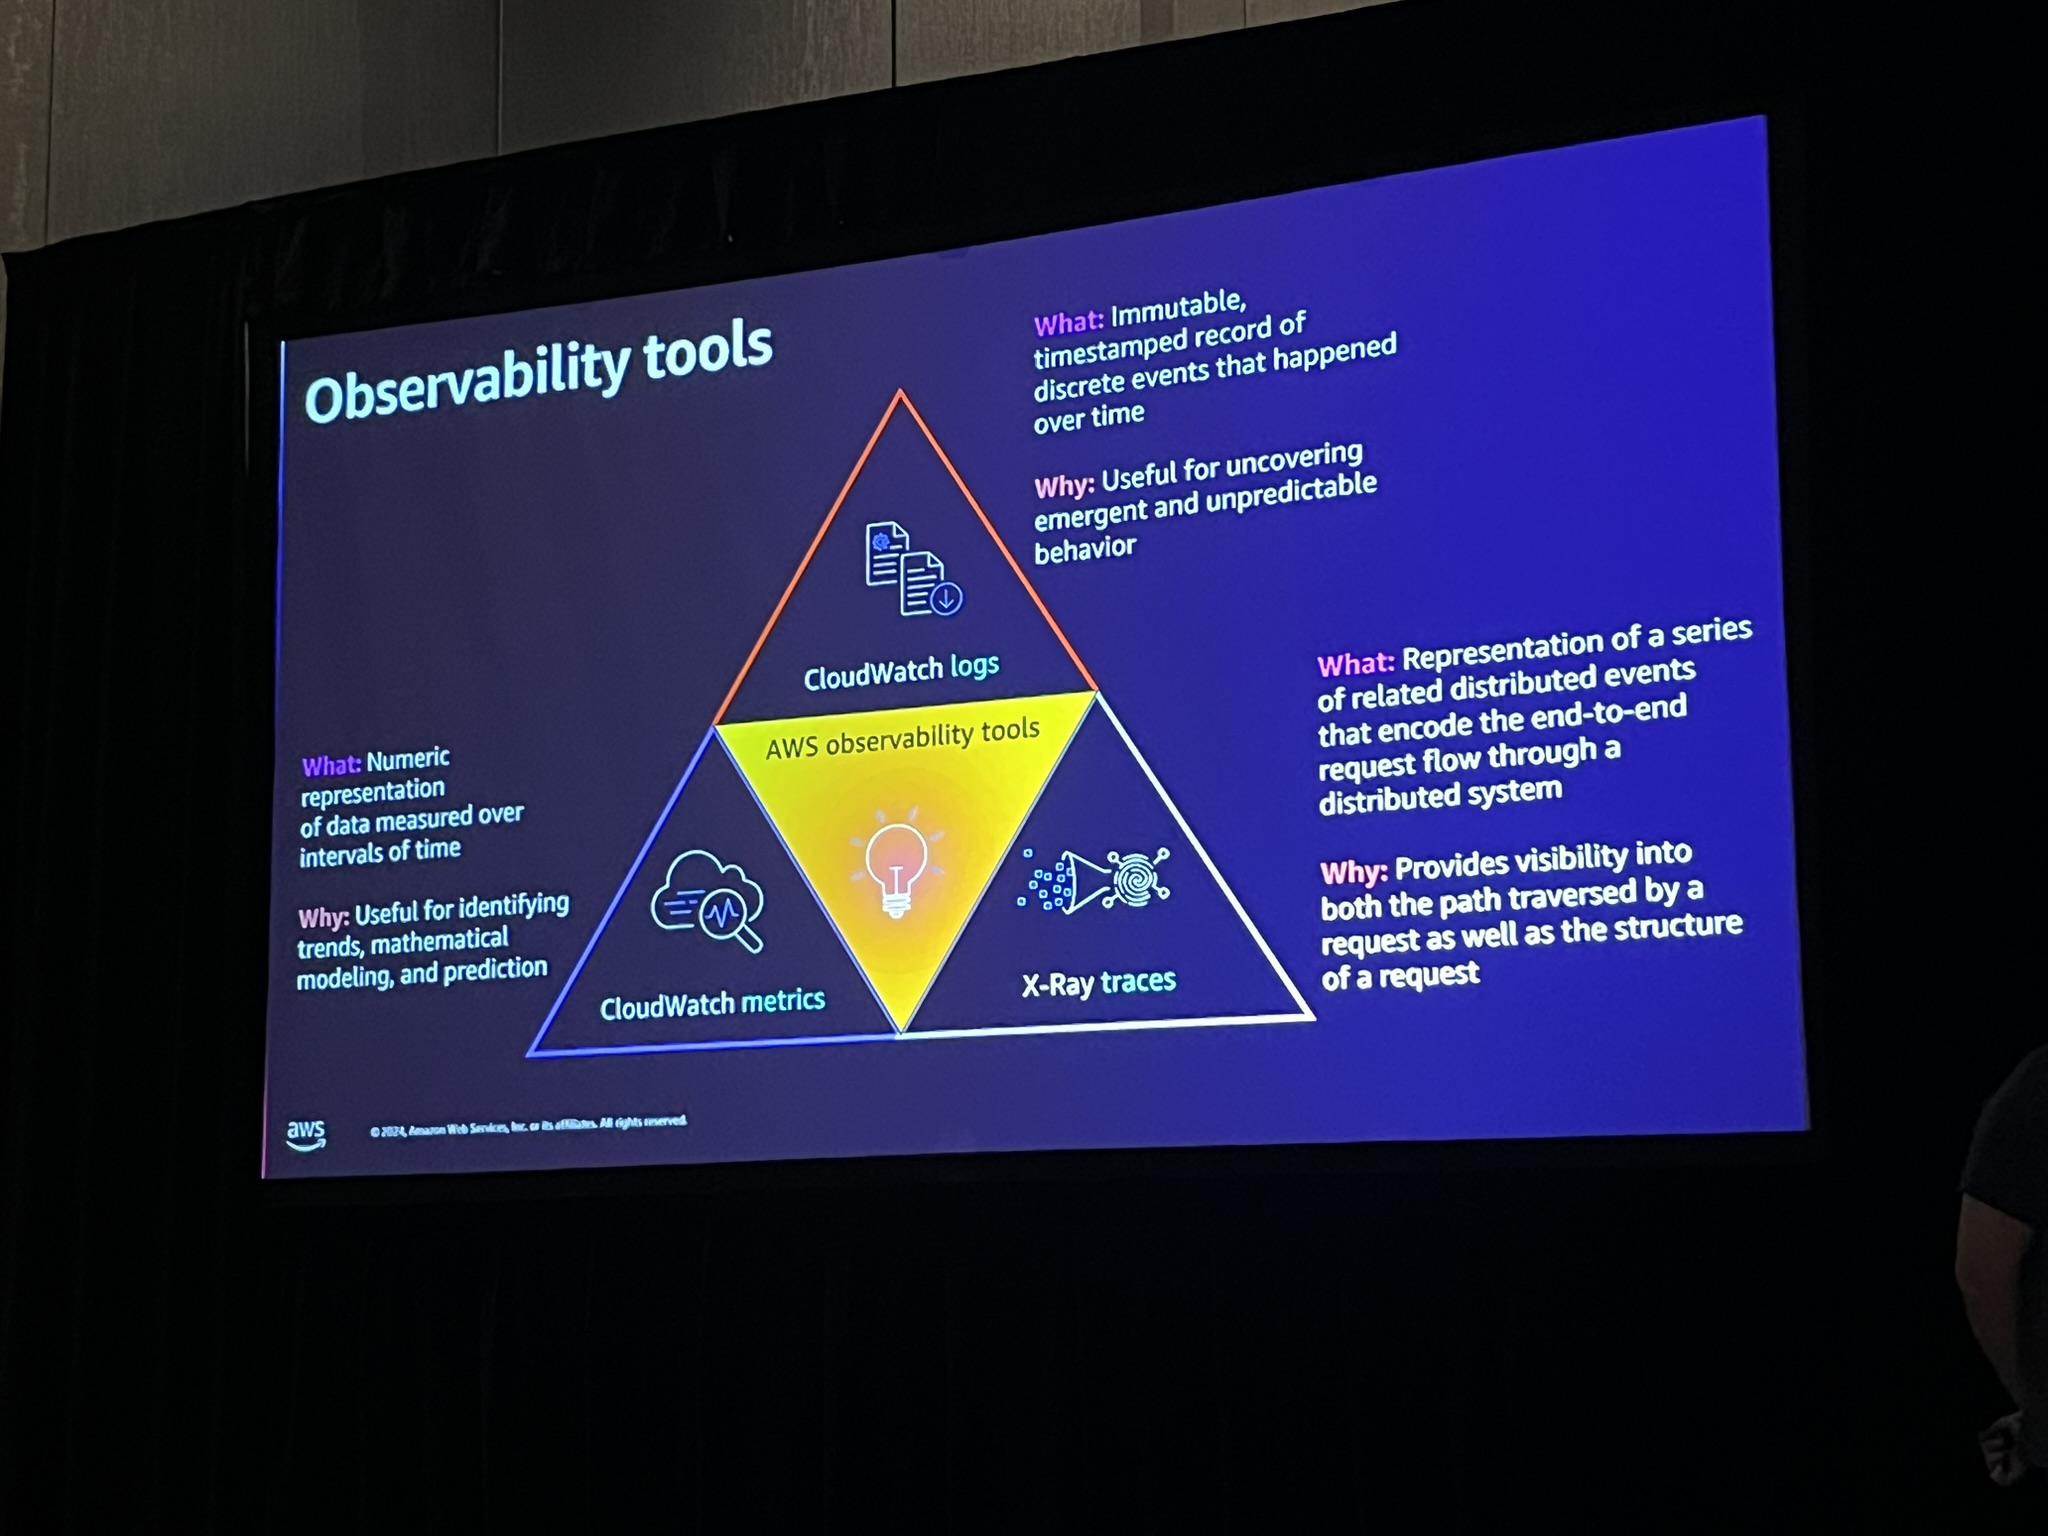 Observability tools
What: Immutable,
timestamped record of
discrete events that happened
over time
Why: Useful for uncovering
emergent and unpredictable
behavior
CloudWatch logs
AWS observability tools
What: Numeric
representation
of data measured over
intervals of time
Why: Useful for identifying
trends, mathematical
modeling, and prediction
CloudWatch metrics
X-Ray traces
What: Representation of a series
of related distributed events
that encode the end-to-end
request flow through a
distributed system
Why: Provides visibility into
both the path traversed by a
request as well as the structure
of a request
aws
© 2024, Amazon Web Services, Inc. or its affiliates. All rights reserved.